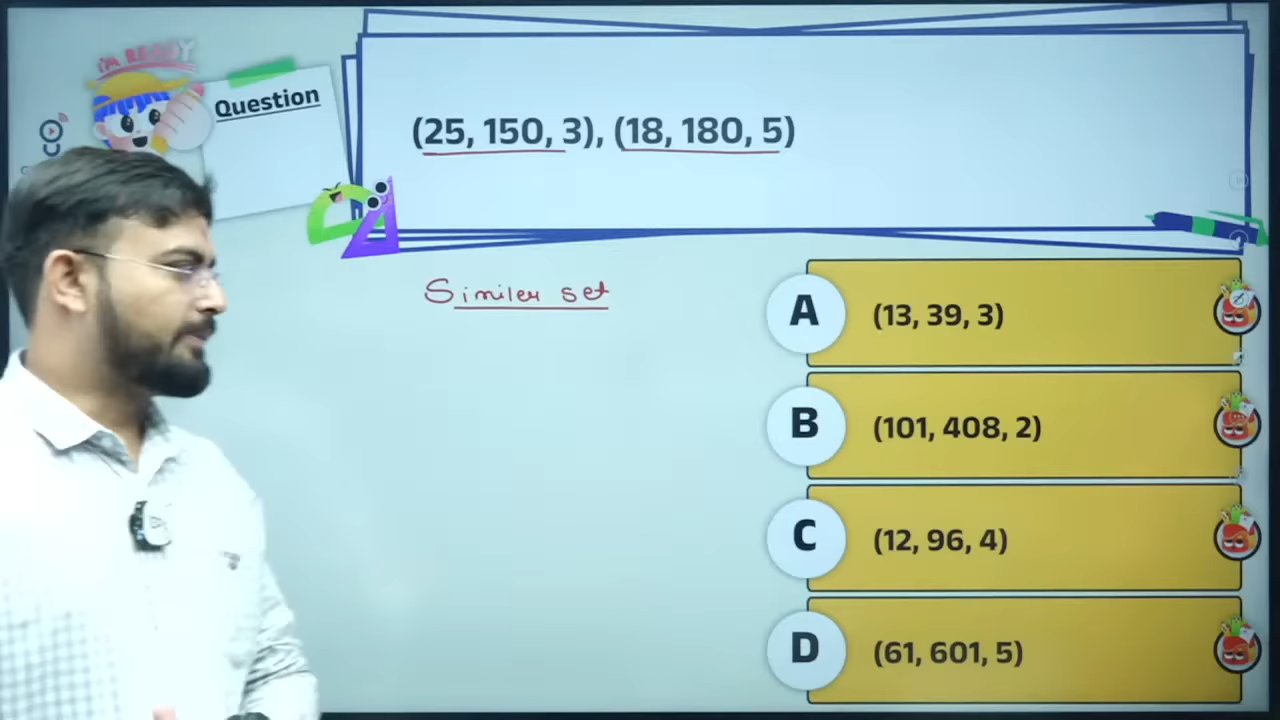 I'M READY
Question
(25, 150, 3), (18, 180, 5)
Similer set
A
(13, 39, 3)
B
(101, 408, 2)
C
(12, 96, 4)
D
(61, 601, 5)